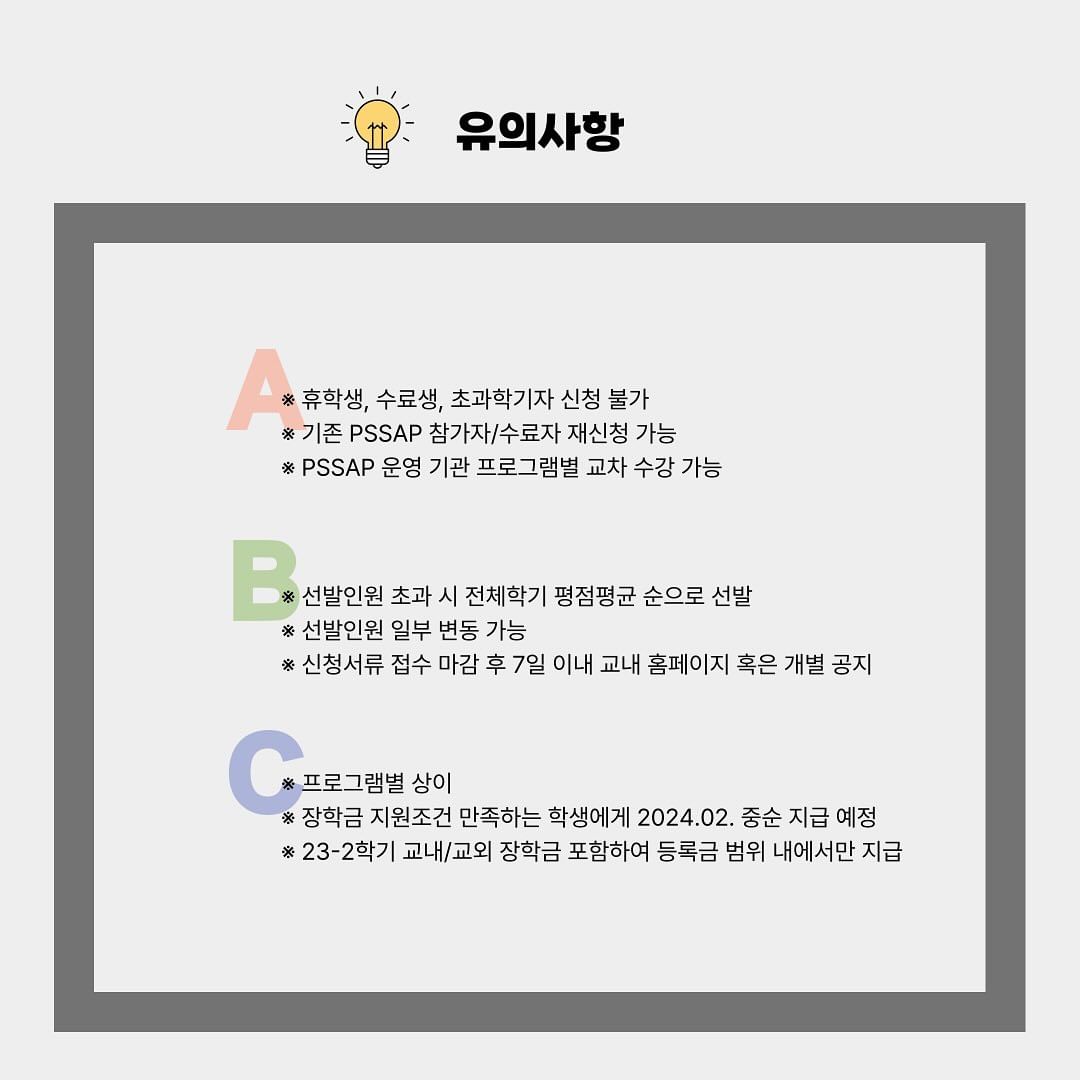 유의사항
A
※ 휴학생, 수료생, 초과학기자 신청 불가
※ 기존 PSSAP 참가자/수료자 재신청 가능
※ PSSAP 운영 기관 프로그램별 교차 수강 가능
B
※ 선발인원 초과 시 전체학기 평점평균 순으로 선발
※ 선발인원 일부 변동 가능
※ 신청서류 접수 마감 후 7일 이내 교내 홈페이지 혹은 개별 공지
C
※ 프로그램별 상이
※ 장학금 지원조건 만족하는 학생에게 2024.02. 중순 지급 예정
※ 23-2학기 교내/교외 장학금 포함하여 등록금 범위 내에서만 지급